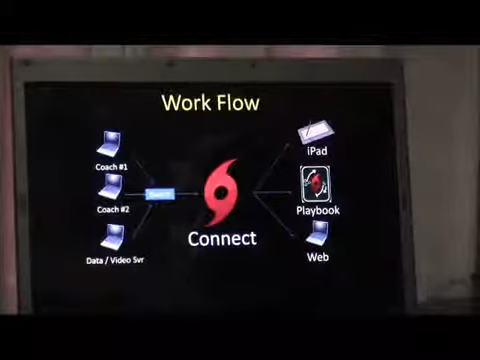 Work Flow
Coach #1
Coach #2
Data / Video Svr
Connect
iPad
Playbook
Web